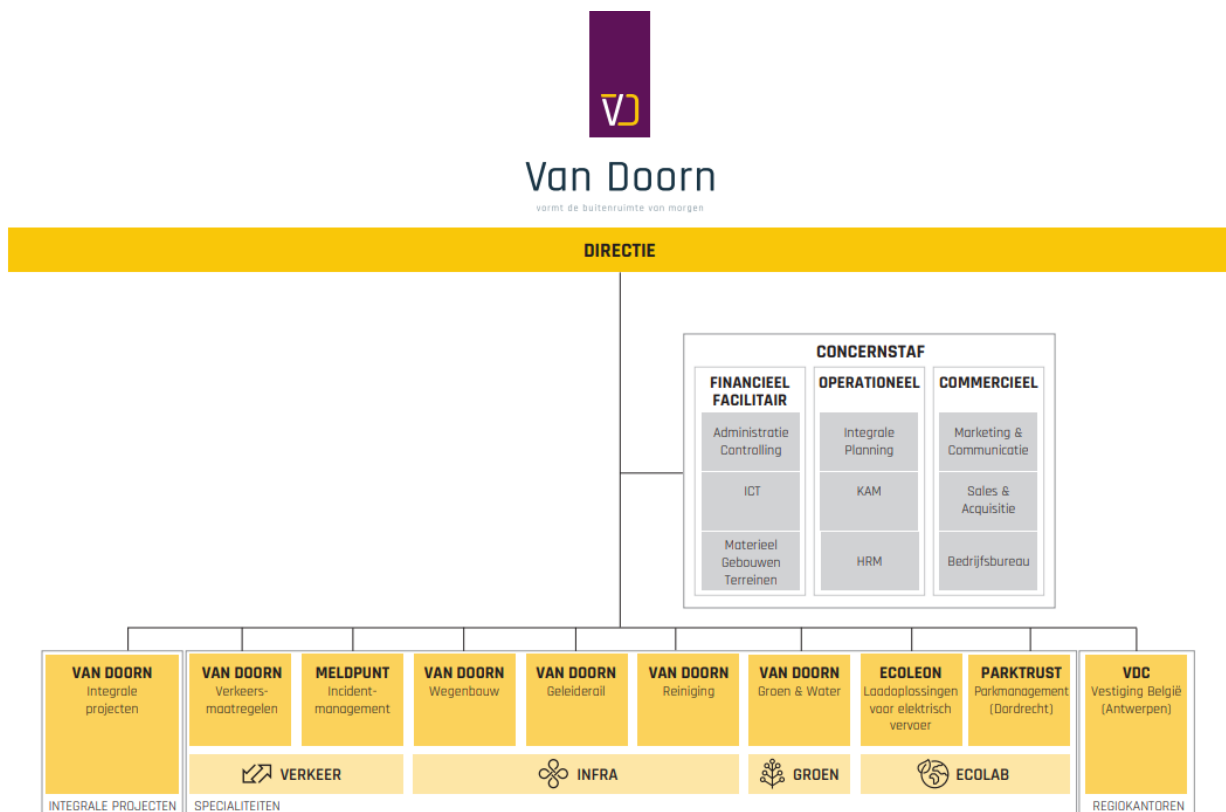 VD
Van Doorn
vormt de buitenruimte van morgen
DIRECTIE
CONCERNSTAF
FINANCIEEL
FACILITAIR
Administratie
Controlling
ICT
Materieel
Gebouwen
Terreinen
OPERATIONEEL
Integrale
Planning
KAM
HRM
COMMERCIEEL
Marketing &
Communicatie
Sales &
Acquisitie
Bedrijfsbureau
VAN DOORN
Integrale
projecten
INTEGRALE PROJECTEN
VAN DOORN
Verkeers-
maatregelen
MELDPUNT
Incident-
management
VERKEER
VAN DOORN
Wegenbouw
VAN DOORN
Geleiderail
VAN DOORN
Reiniging
INFRA
VAN DOORN
Groen & Water
GROEN
ECOLEON
Laadoplossingen
voor elektrisch
vervoer
PARKTRUST
Parkmanagement
(Dordrecht)
ECOLAB
SPECIALITEITEN
VDC
Vestiging België
(Antwerpen)
REGIOKANTOREN